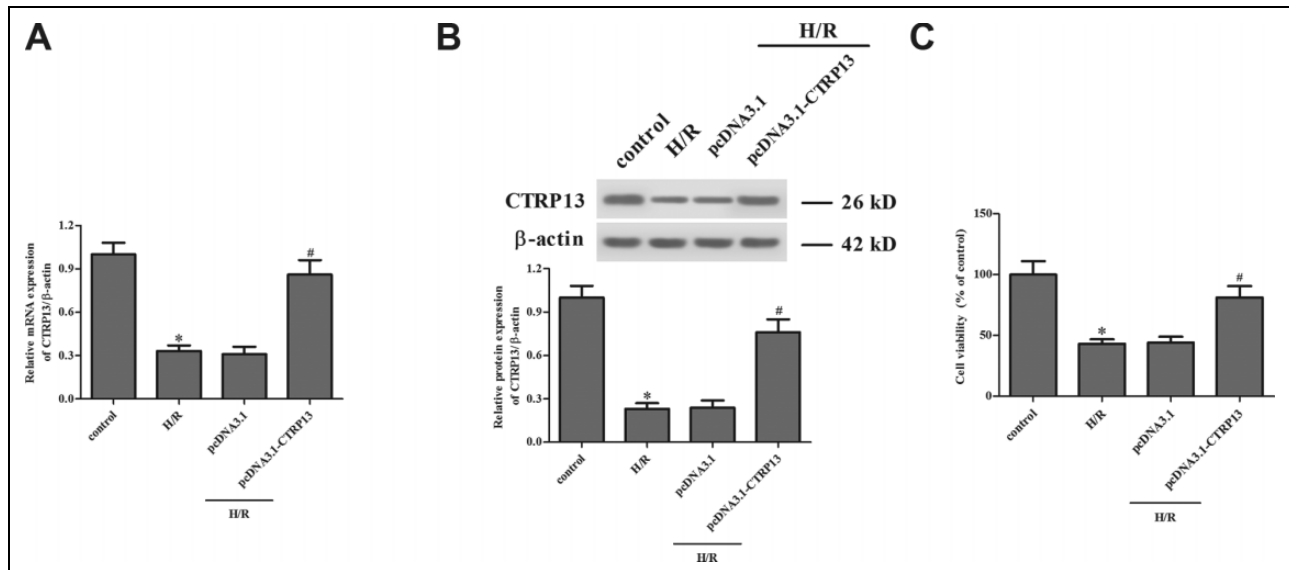 A
Relative mRNA expression
of CTRP13/β-actin
1.2
0.9
0.6
0.3
0.0
*
#
control
H/R
pcDNA3.1
pcDNA3.1-CTRP13
H/R
B
H/R
control
H/R
pcDNA3.1
pcDNA3.1-CTRP13
CTRP13
26 kD
β-actin
42 kD
Relative protein expression
of CTRP13/β-actin
1.2
0.9
0.6
0.3
0.0
*
#
control
H/R
pcDNA3.1
pcDNA3.1-CTRP13
H/R
C
Cell viability (% of control)
150
100
50
0
*
#
control
H/R
pcDNA3.1
pcDNA3.1-CTRP13
H/R